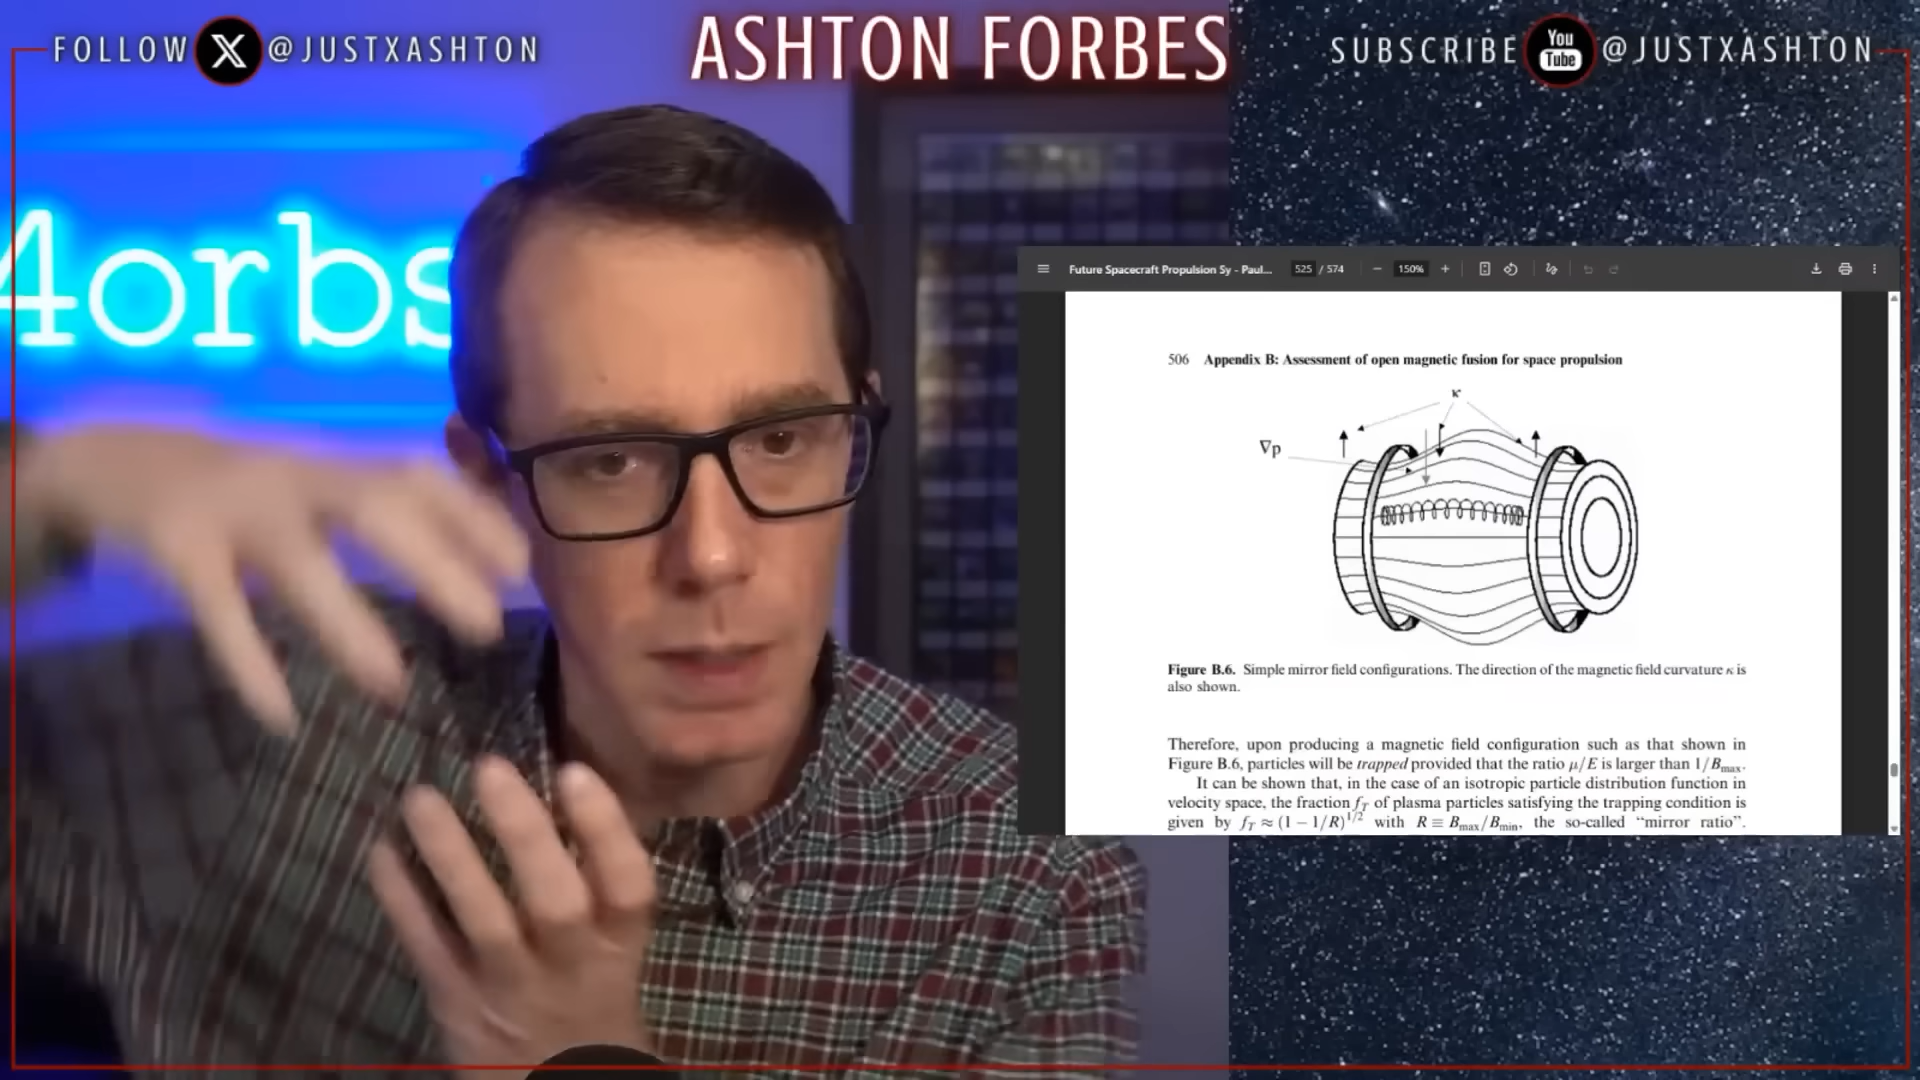 FOLLOW X @JUSTXASHTON
ASHTON FORBES
SUBSCRIBE You Tube @JUSTXASHTON
4orbs
Future Spacecraft Propulsion Sy - Paul... 525 / 574 150%
506 Appendix B: Assessment of open magnetic fusion for space propulsion
κ
∇p
Figure B.6. Simple mirror field configurations. The direction of the magnetic field curvature κ is
also shown.
Therefore, upon producing a magnetic field configuration such as that shown in
Figure B.6, particles will be trapped provided that the ratio μ/E is larger than 1/Bmax.
It can be shown that, in the case of an isotropic particle distribution function in
velocity space, the fraction fT of plasma particles satisfying the trapping condition is
given by fT ≈ (1 − 1/R)^1/2 with R ≡ Bmax/Bmin, the so-called “mirror ratio”.